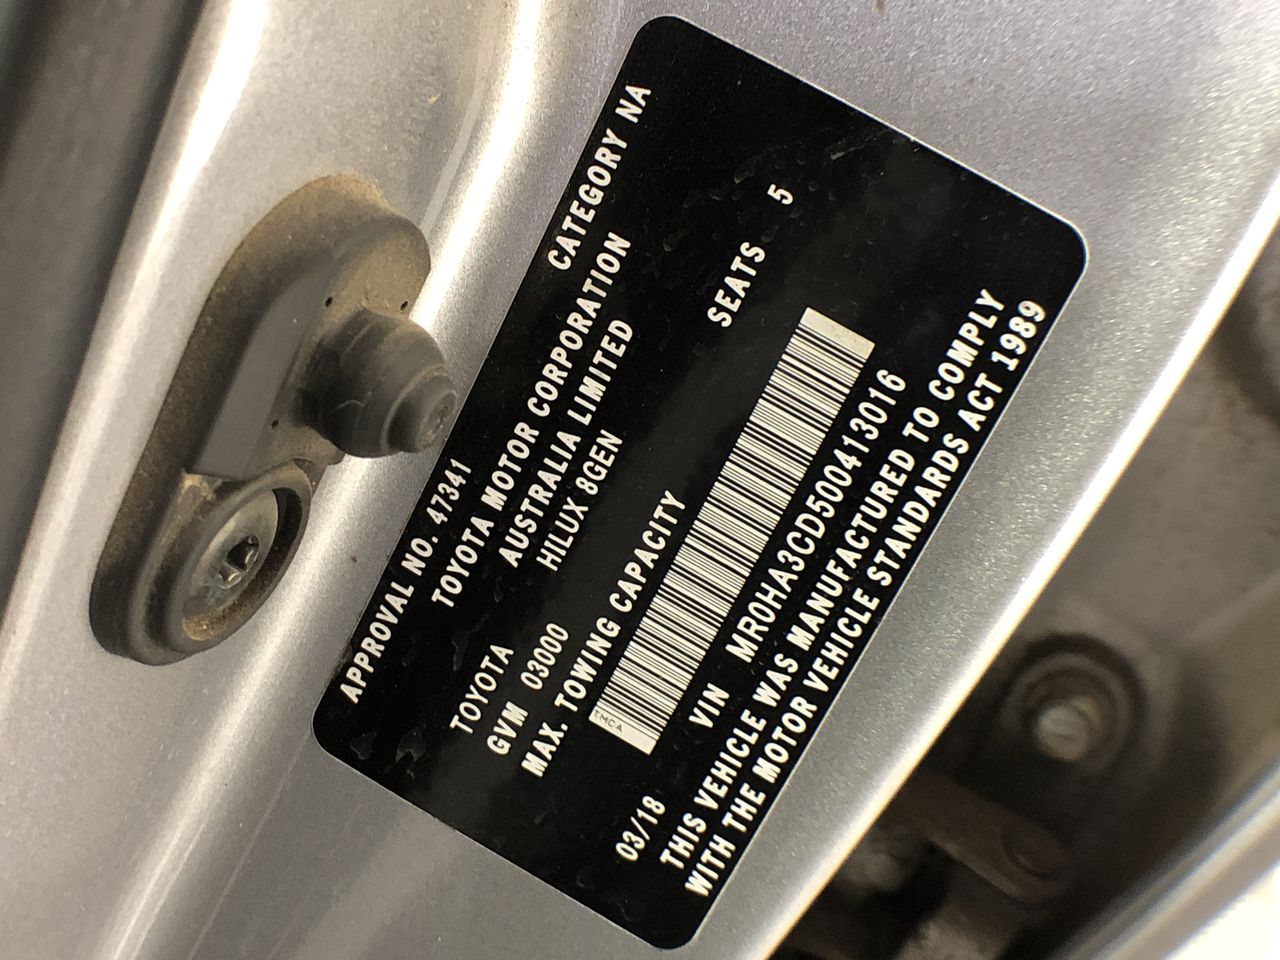 APPROVAL NO. 47341 CATEGORY NA
TOYOTA MOTOR CORPORATION
AUSTRALIA LIMITED
TOYOTA HILUX 8GEN
GVM 03000 SEATS 5
MAX. TOWING CAPACITY
TMCA
03/18 VIN MR0HA3CD500413016
THIS VEHICLE WAS MANUFACTURED TO COMPLY
WITH THE MOTOR VEHICLE STANDARDS ACT 1989